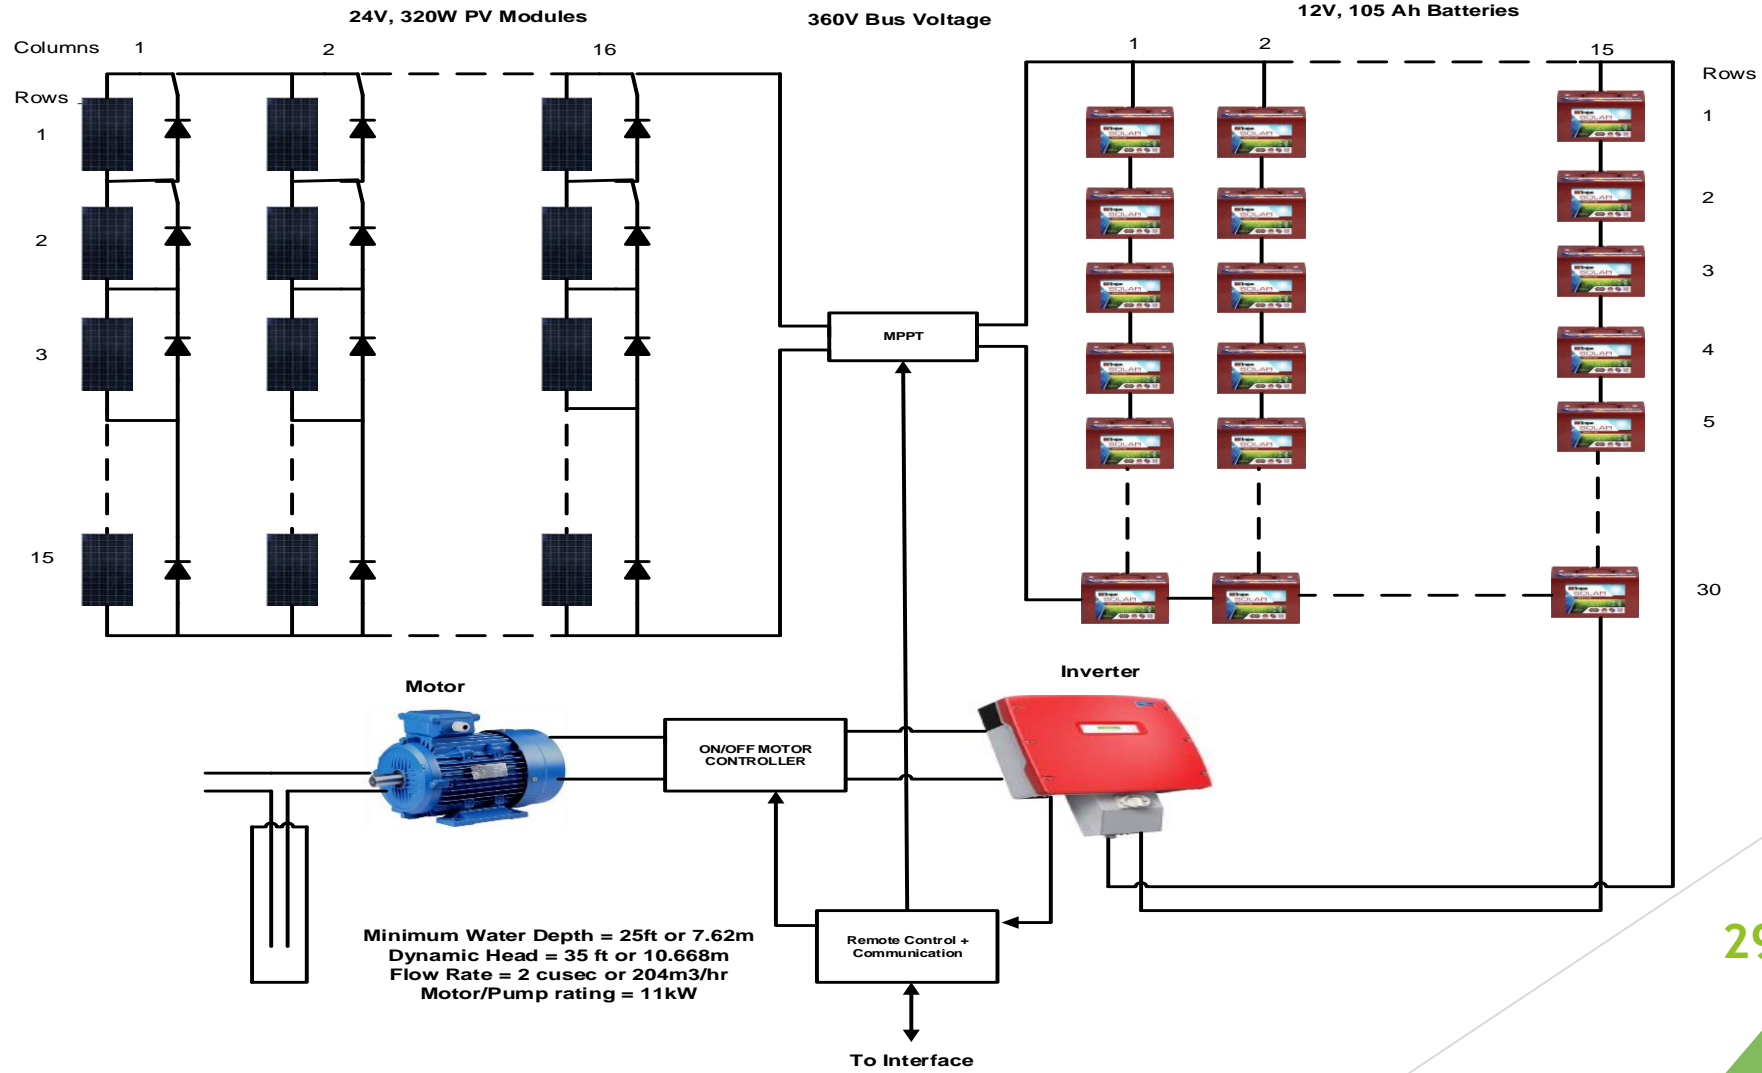 24V, 320W PV Modules
360V Bus Voltage
12V, 105 Ah Batteries
Columns 1 2 16
1 2 15
Rows
Rows
1
2
3
15
1
2
3
4
5
30
MPPT
SOLAR
Motor
Inverter
ON/OFF MOTOR
CONTROLLER
Remote Control +
Communication
Minimum Water Depth = 25ft or 7.62m
Dynamic Head = 35 ft or 10.668m
Flow Rate = 2 cusec or 204m3/hr
Motor/Pump rating = 11kW
To Interface
29